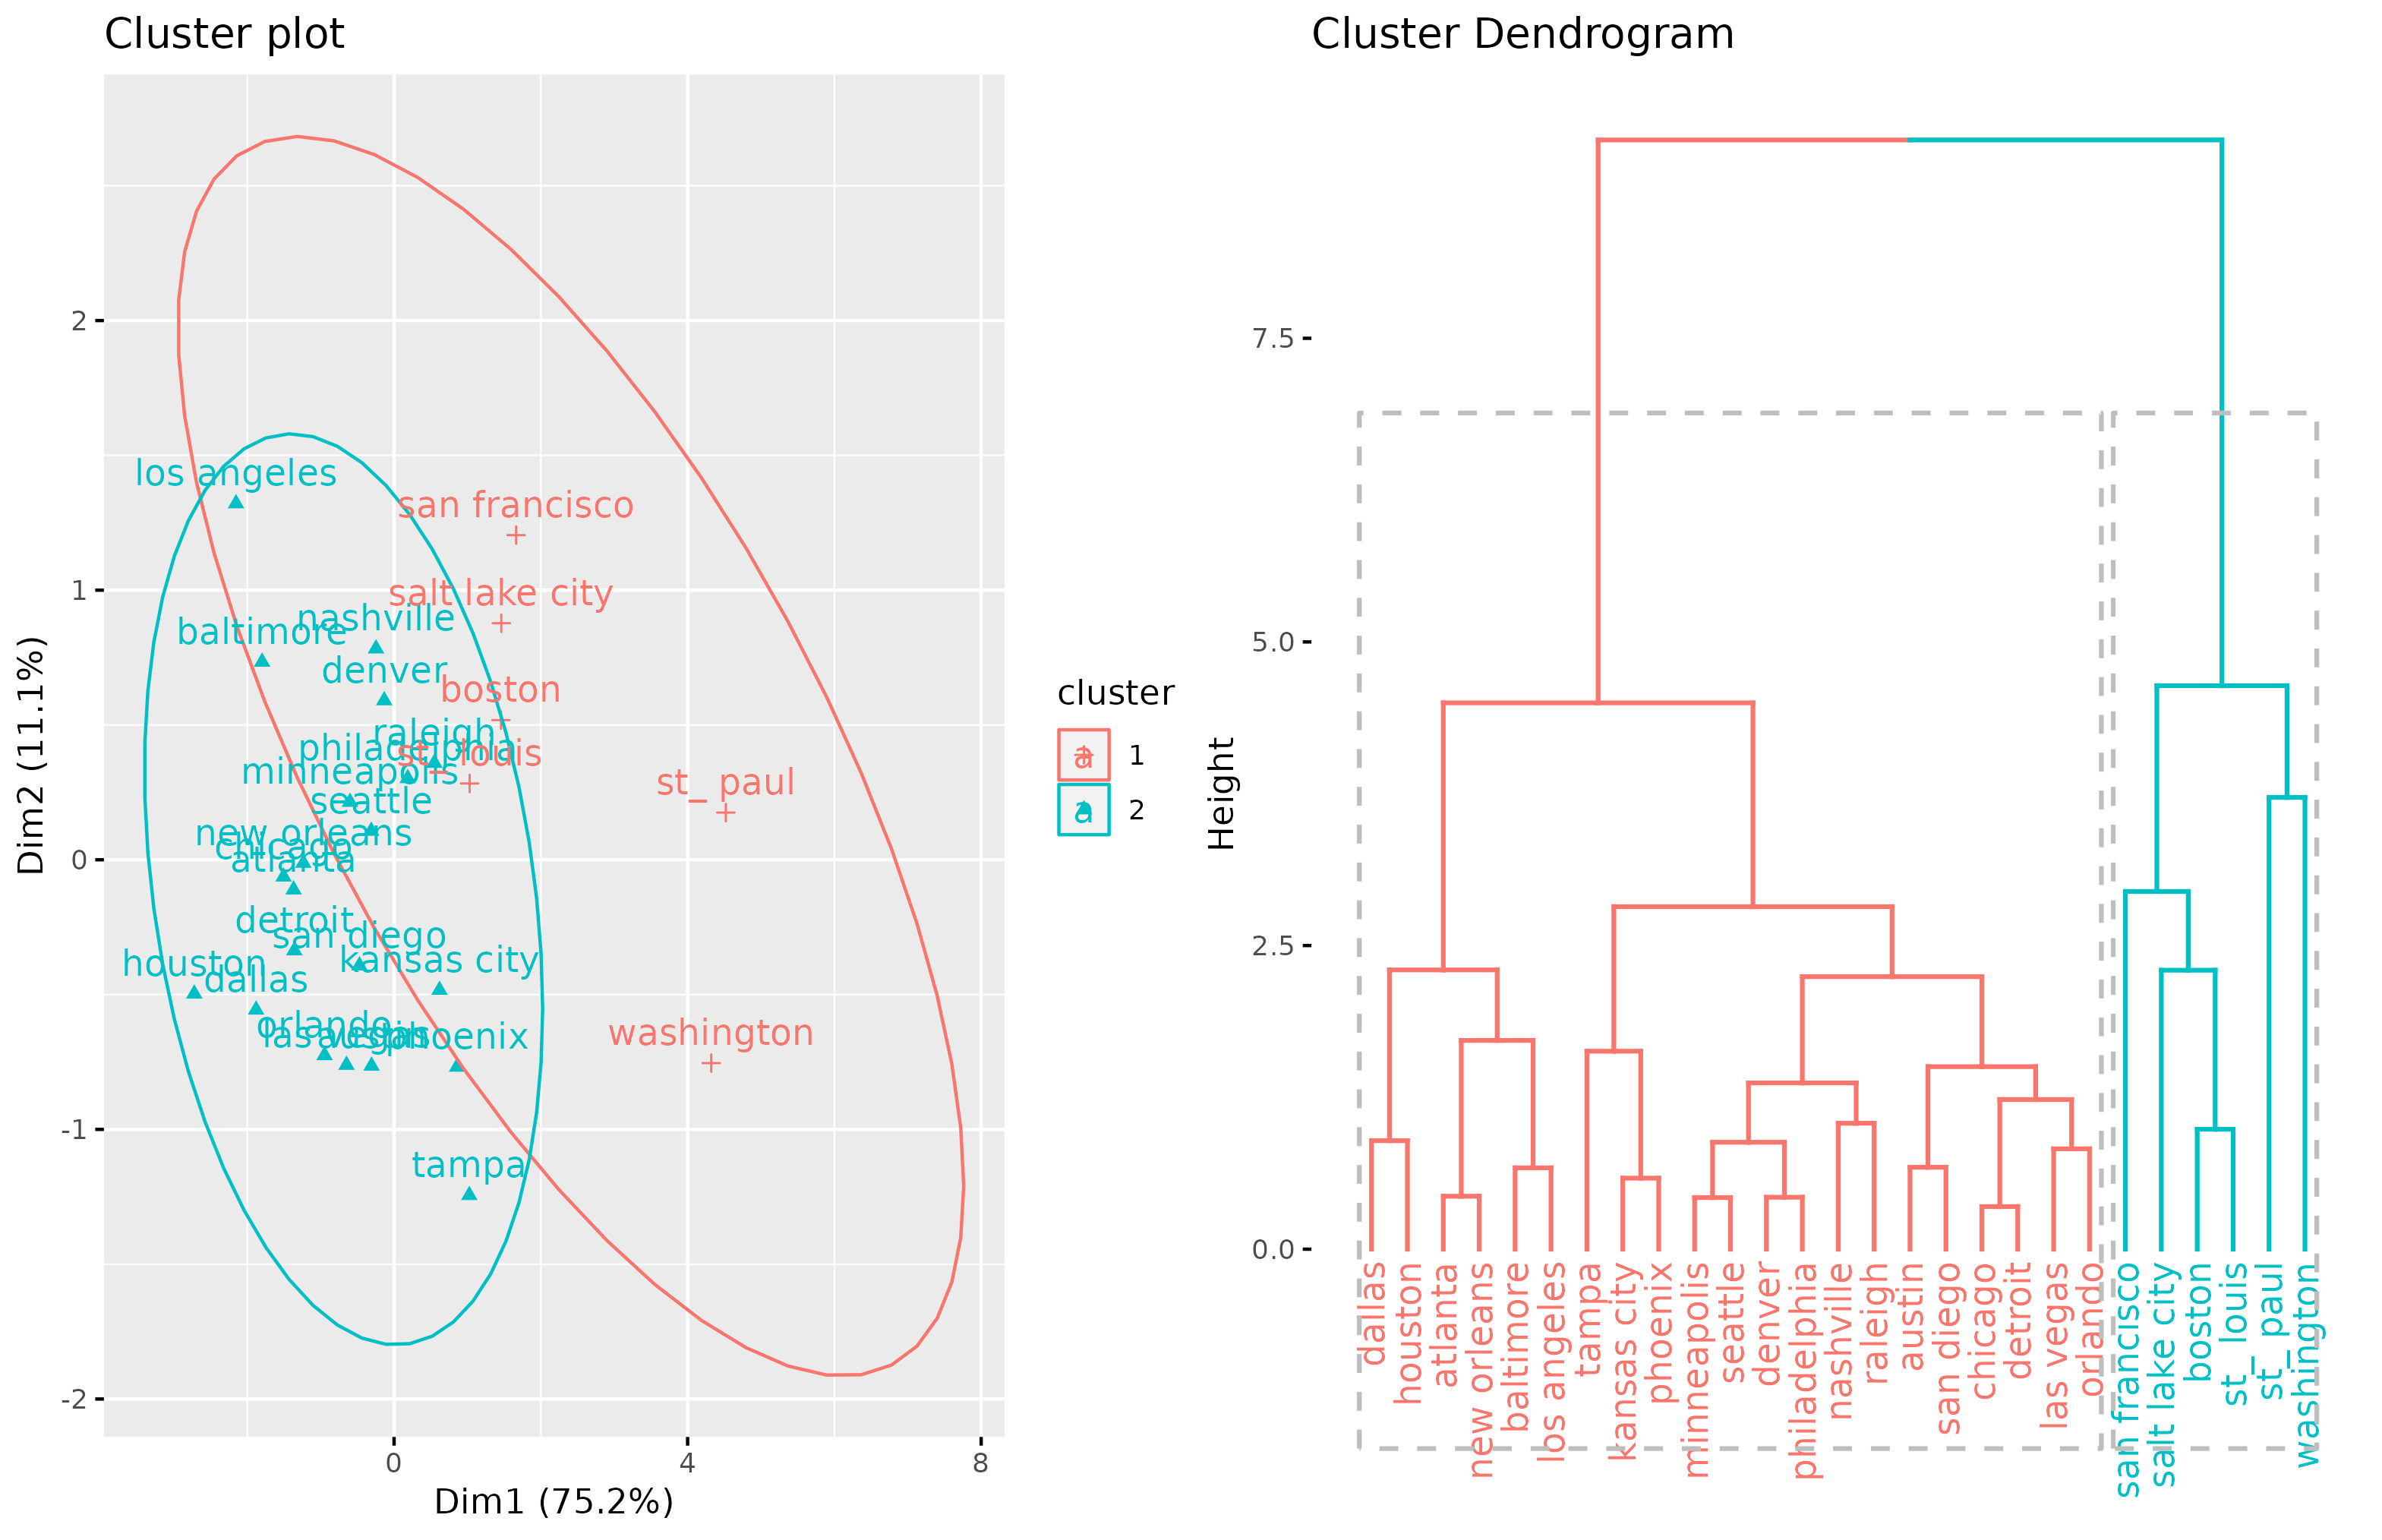 Cluster plot
Dim2 (11.1%)
2
1
0
-1
-2
los angeles
san francisco
salt lake city
nashville
baltimore
denver
boston
raleigh
philadelphia
st_ louis
minneapolis
st_ paul
seattle
new orleans
chicago
atlanta
detroit
san diego
kansas city
houston
dallas
orlando
las vegas
austin
phoenix
washington
tampa
0
4
8
Dim1 (75.2%)
cluster
a 1
a 2
Cluster Dendrogram
Height
7.5
5.0
2.5
0.0
dallas
houston
atlanta
new orleans
baltimore
los angeles
tampa
kansas city
phoenix
minneapolis
seattle
denver
philadelphia
nashville
raleigh
austin
san diego
chicago
detroit
las vegas
orlando
san francisco
salt lake city
boston
st_ louis
st_ paul
washington